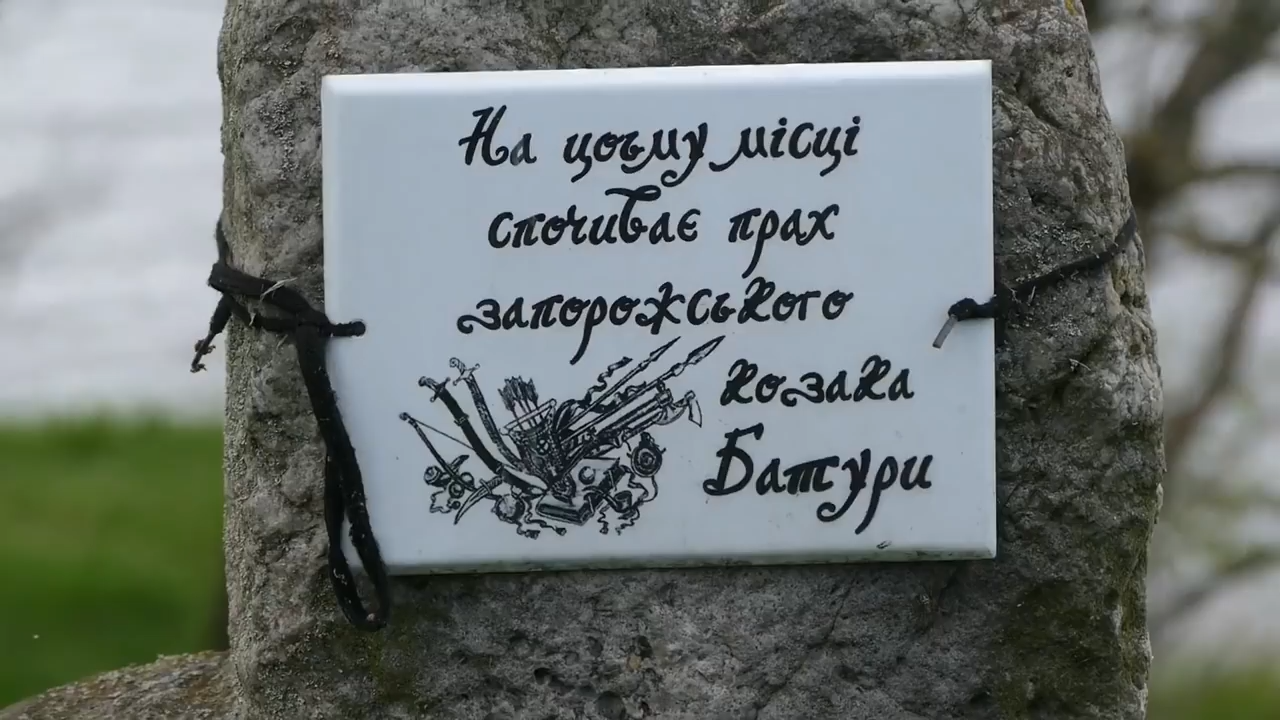 На цьому місці
спочиває прах
запорожського
козака
Батури